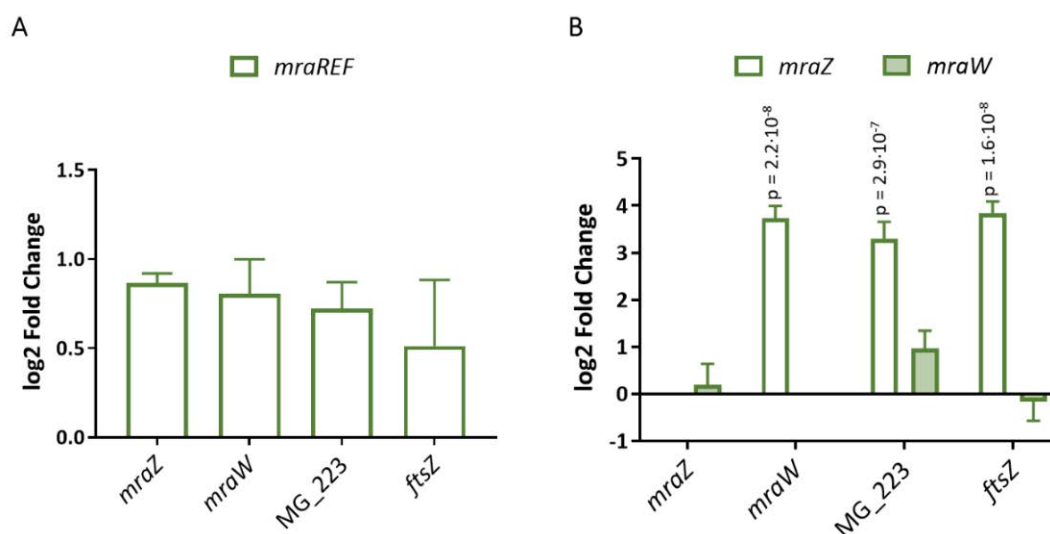 A
mraREF
log2 Fold Change
1.5
1.0
0.5
0.0
mraZ
mraW
MG_223
ftsZ
B
mraZ
mraW
log2 Fold Change
5
4
3
2
1
0
-1
p = 2.2·10⁻⁸
p = 2.9·10⁻⁷
p = 1.6·10⁻⁸
mraZ
mraW
MG_223
ftsZ